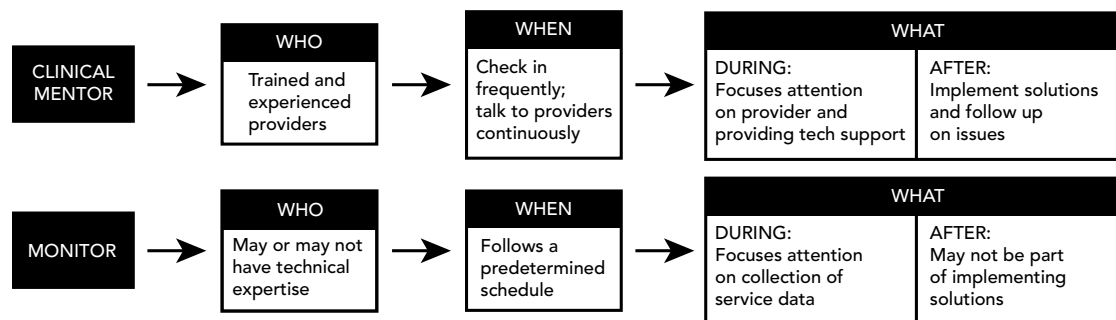 CLINICAL
MENTOR
WHO
Trained and
experienced
providers
WHEN
Check in
frequently;
talk to providers
continuously
WHAT
DURING:
Focuses attention
on provider and
providing tech support
AFTER:
Implement solutions
and follow up
on issues
MONITOR
WHO
May or may not
have technical
expertise
WHEN
Follows a
predetermined
schedule
WHAT
DURING:
Focuses attention
on collection of
service data
AFTER:
May not be part
of implementing
solutions